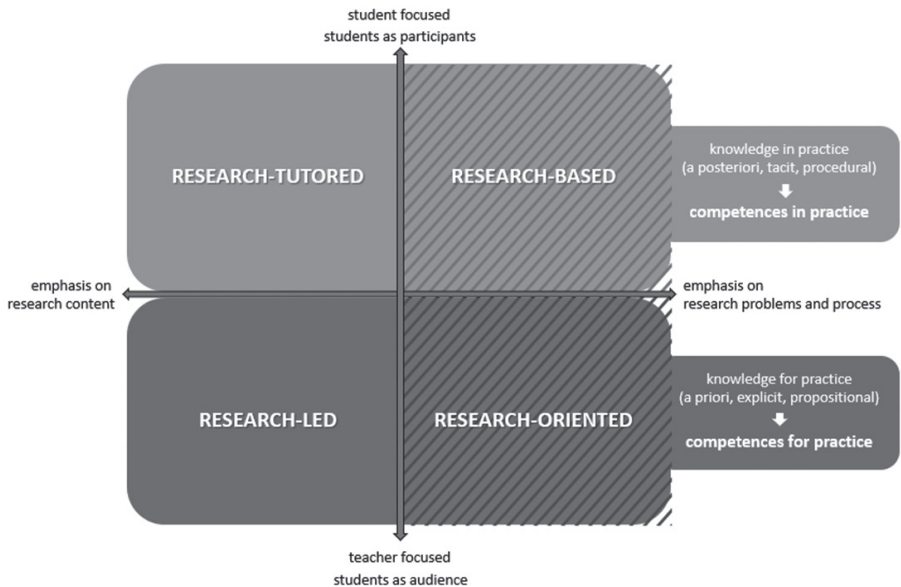 student focused
students as participants
RESEARCH-TUTORED
RESEARCH-BASED
knowledge in practice
(a posteriori, tacit, procedural)
competences in practice
emphasis on
research content
emphasis on
research problems and process
RESEARCH-LED
RESEARCH-ORIENTED
knowledge for practice
(a priori, explicit, propositional)
competences for practice
teacher focused
students as audience